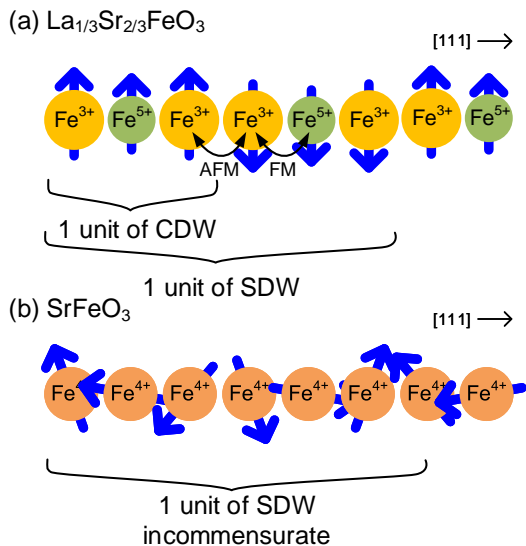 (a) La1/3Sr2/3FeO3
[111]
Fe3+ Fe5+ Fe3+ Fe3+ Fe5+ Fe3+ Fe3+ Fe5+
AFM FM
1 unit of CDW
1 unit of SDW
(b) SrFeO3
[111]
Fe4+ Fe4+ Fe4+ Fe4+ Fe4+ Fe4+ Fe4+ Fe4+
1 unit of SDW
incommensurate